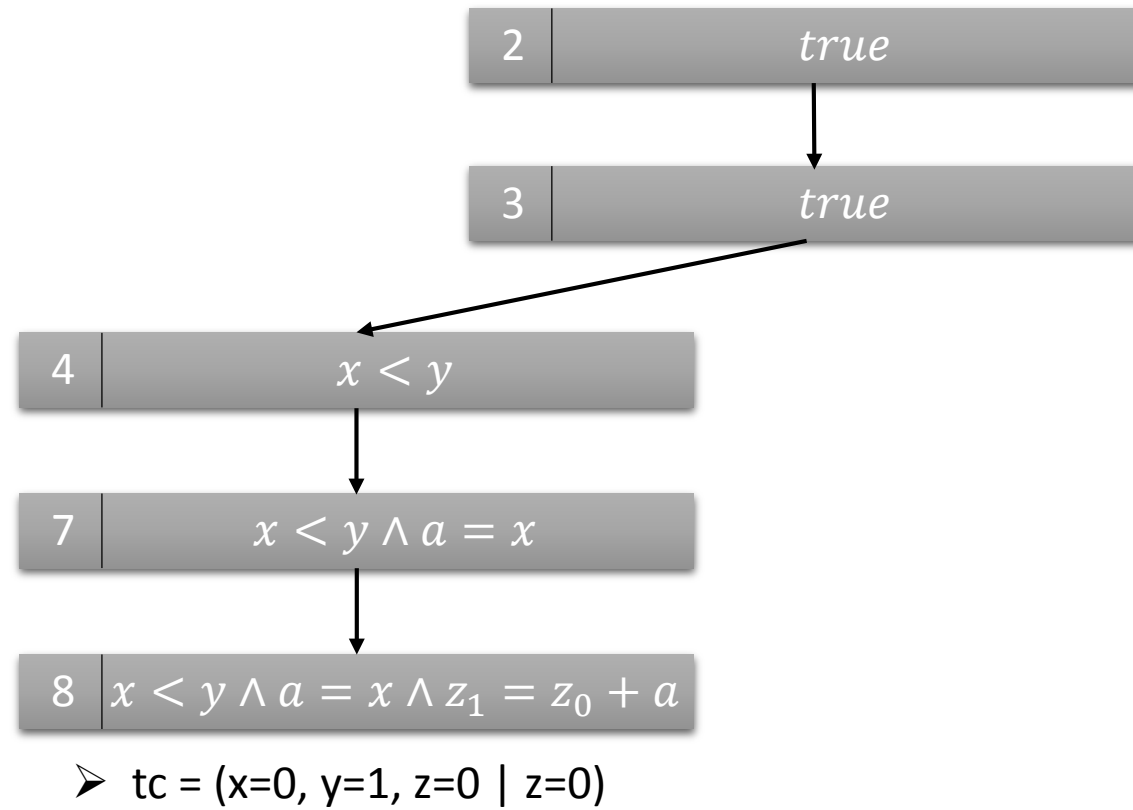 2 true
3 true
4 x < y
7 x < y ∧ a = x
8 x < y ∧ a = x ∧ z₁ = z₀ + a
➢ tc = (x=0, y=1, z=0 | z=0)